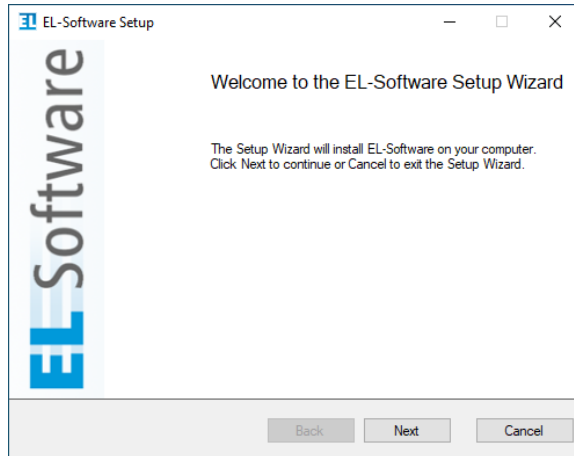 EL-Software Setup
EL Software
Welcome to the EL-Software Setup Wizard
The Setup Wizard will install EL-Software on your computer.
Click Next to continue or Cancel to exit the Setup Wizard.
Back Next Cancel